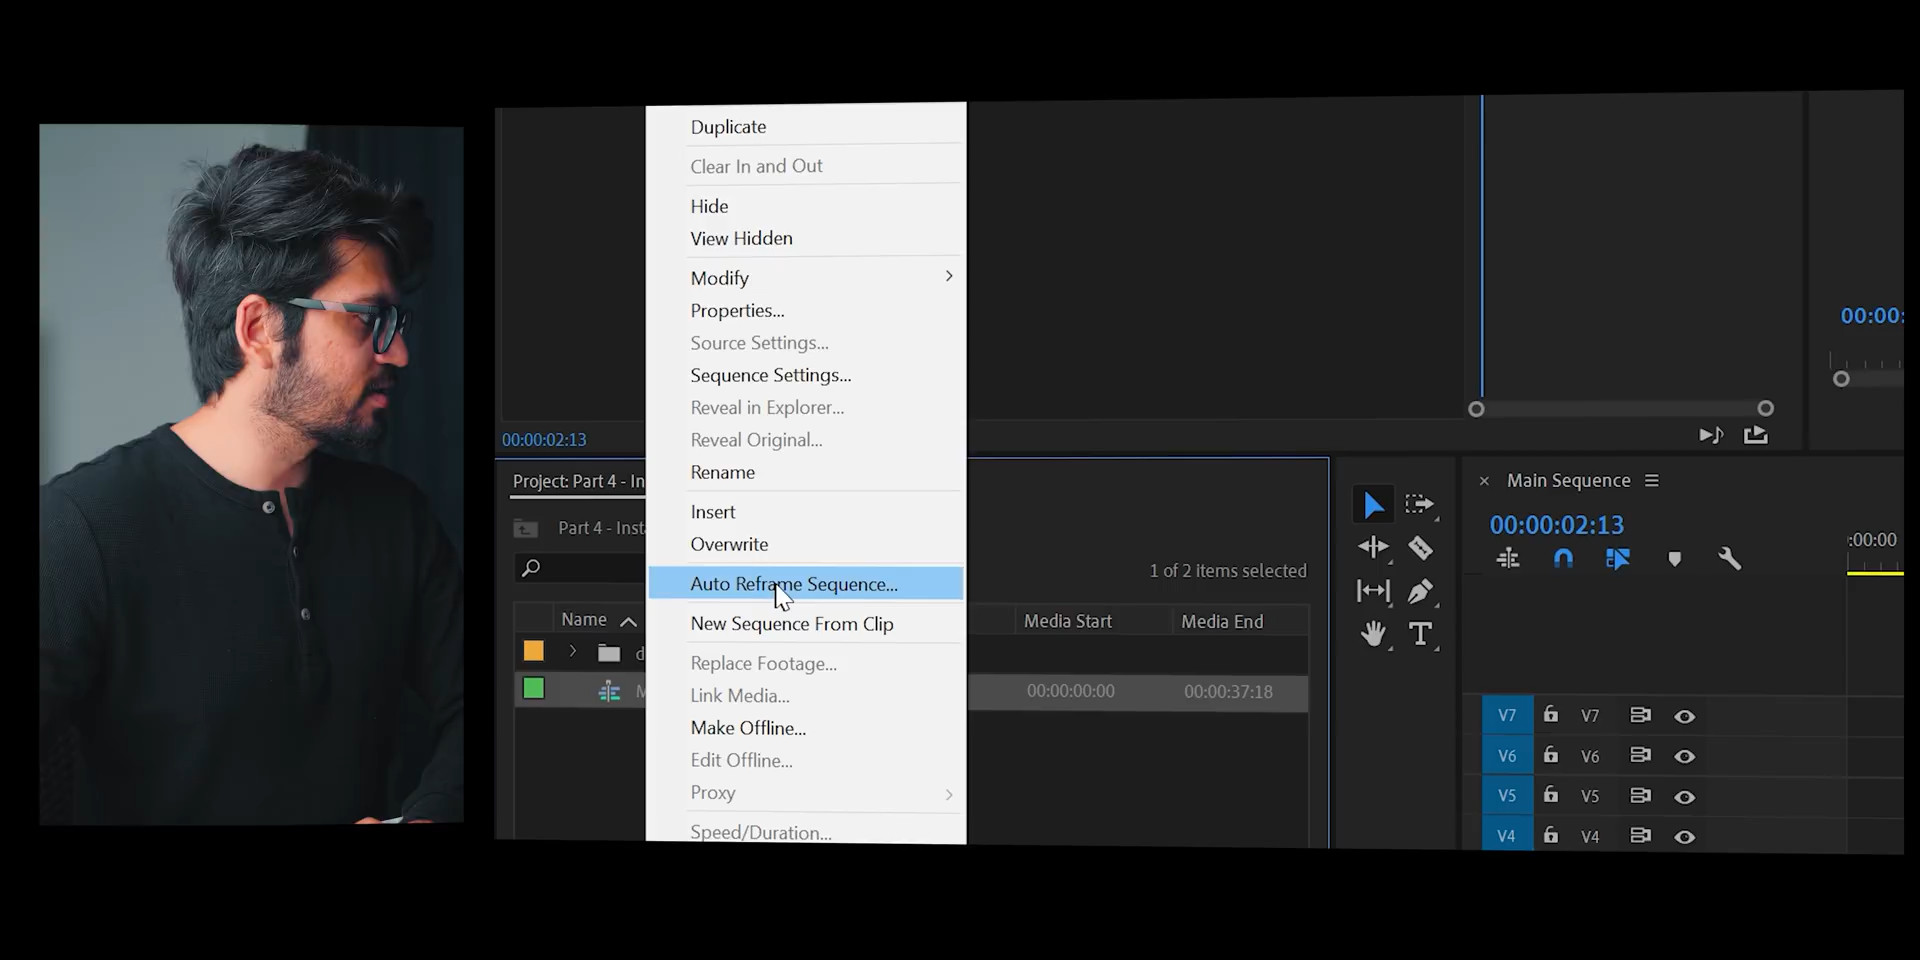 Duplicate
Clear In and Out
Hide
View Hidden
Modify
Properties...
Source Settings...
Sequence Settings...
Reveal in Explorer...
Reveal Original...
Rename
Insert
Overwrite
Auto Reframe Sequence...
New Sequence From Clip
Replace Footage...
Link Media...
Make Offline...
Edit Offline...
Proxy
Speed/Duration...
00:00:02:13
Project: Part 4 - In
Part 4 - Inst
1 of 2 items selected
Name
Media Start
Media End
d
M
00:00:00:00
00:00:37:18
00:00:
Main Sequence
00:00:02:13
:00:00
V7 V7
V6 V6
V5 V5
V4 V4